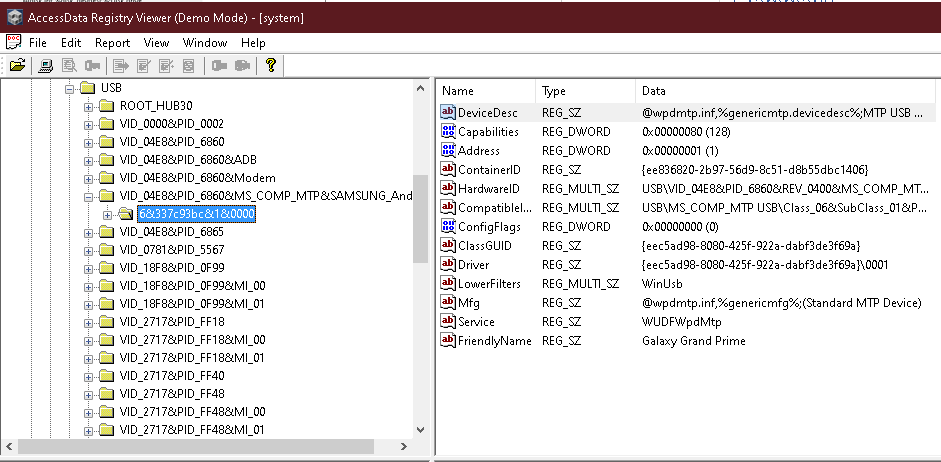 AccessData Registry Viewer (Demo Mode) - [system]
File Edit Report View Window Help
USB
ROOT_HUB30
VID_0000&PID_0002
VID_04E8&PID_6860
VID_04E8&PID_6860&ADB
VID_04E8&PID_6860&Modem
VID_04E8&PID_6860&MS_COMP_MTP&SAMSUNG_And
6&337c93bc&1&0000
VID_04E8&PID_6865
VID_0781&PID_5567
VID_18F8&PID_0F99
VID_18F8&PID_0F99&MI_00
VID_18F8&PID_0F99&MI_01
VID_2717&PID_FF18
VID_2717&PID_FF18&MI_00
VID_2717&PID_FF18&MI_01
VID_2717&PID_FF40
VID_2717&PID_FF48
VID_2717&PID_FF48&MI_00
VID_2717&PID_FF48&MI_01
Name Type Data
DeviceDesc REG_SZ @wpdmtp.inf,%genericmtp.devicedesc%;MTP USB ...
Capabilities REG_DWORD 0x00000080 (128)
Address REG_DWORD 0x00000001 (1)
ContainerID REG_SZ {ee836820-2b97-56d9-8c51-d8b55dbc1406}
HardwareID REG_MULTI_SZ USB\VID_04E8&PID_6860&REV_0400&MS_COMP_MT...
CompatibleI... REG_MULTI_SZ USB\MS_COMP_MTP USB\Class_06&SubClass_01&P...
ConfigFlags REG_DWORD 0x00000000 (0)
ClassGUID REG_SZ {eec5ad98-8080-425f-922a-dabf3de3f69a}
Driver REG_SZ {eec5ad98-8080-425f-922a-dabf3de3f69a}\0001
LowerFilters REG_MULTI_SZ WinUsb
Mfg REG_SZ @wpdmtp.inf,%genericmfg%;(Standard MTP Device)
Service REG_SZ WUDFWpdMtp
FriendlyName REG_SZ Galaxy Grand Prime